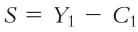 S = Y₁ − C₁